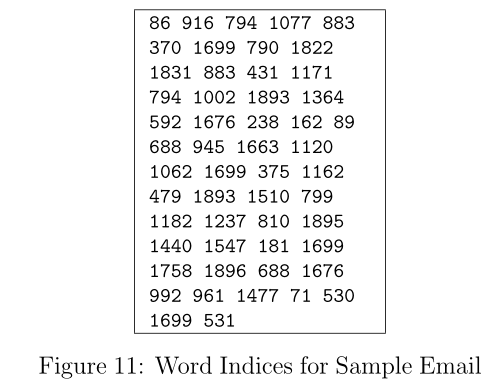 86 916 794 1077 883
370 1699 790 1822
1831 883 431 1171
794 1002 1893 1364
592 1676 238 162 89
688 945 1663 1120
1062 1699 375 1162
479 1893 1510 799
1182 1237 810 1895
1440 1547 181 1699
1758 1896 688 1676
992 961 1477 71 530
1699 531
Figure 11: Word Indices for Sample Email